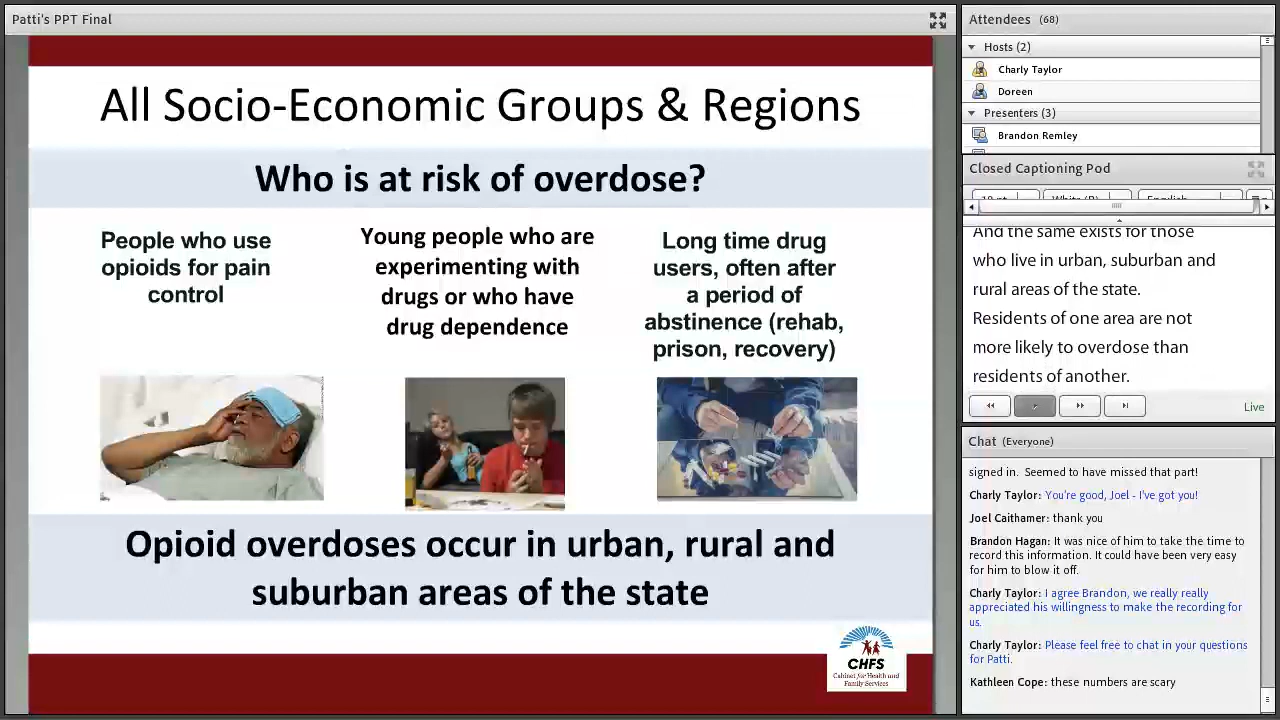 Patti's PPT Final
All Socio-Economic Groups & Regions
Who is at risk of overdose?
People who use
opioids for pain
control
Young people who are
experimenting with
drugs or who have
drug dependence
Long time drug
users, often after
a period of
abstinence (rehab,
prison, recovery)
Opioid overdoses occur in urban, rural and
suburban areas of the state
CHFS
Cabinet for Health and
Family Services
Attendees (68)
Hosts (2)
Charly Taylor
Doreen
Presenters (3)
Brandon Remley
Closed Captioning Pod
And the same exists for those
who live in urban, suburban and
rural areas of the state.
Residents of one area are not
more likely to overdose than
residents of another.
Live
Chat (Everyone)
signed in. Seemed to have missed that part!
Charly Taylor: You're good, Joel - I've got you!
Joel Caithamer: thank you
Brandon Hagan: It was nice of him to take the time to
record this information. It could have been very easy
for him to blow it off.
Charly Taylor: I agree Brandon, we really really
appreciated his willingness to make the recording for
us.
Charly Taylor: Please feel free to chat in your questions
for Patti.
Kathleen Cope: these numbers are scary